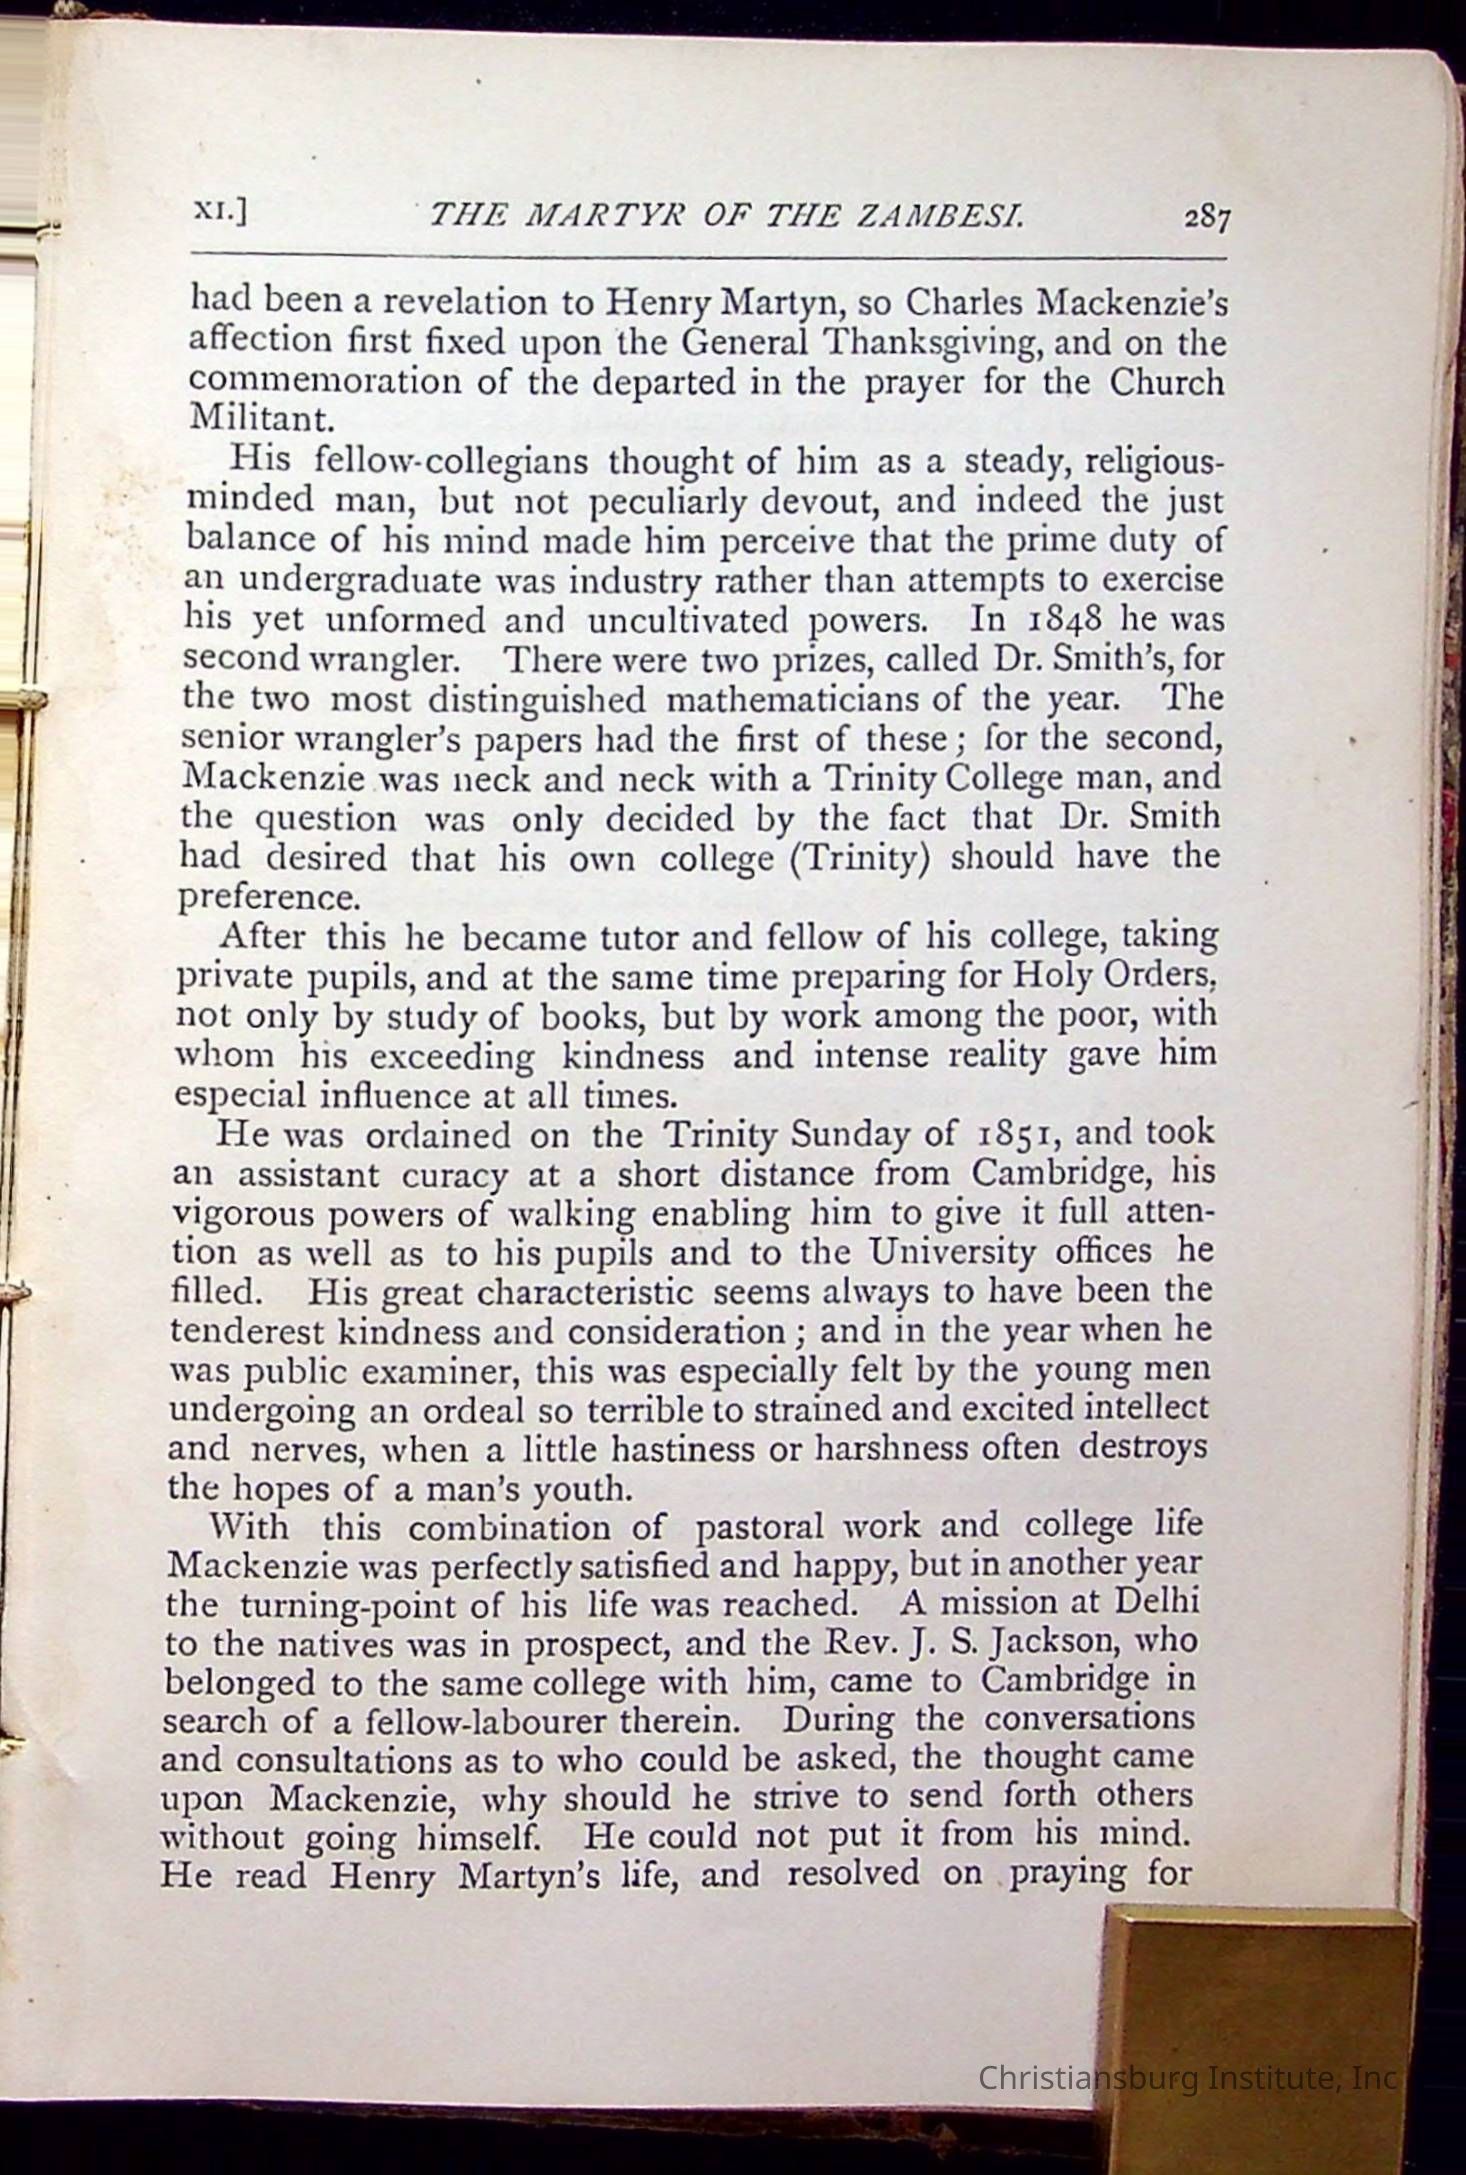 XI.] THE MARTYR OF THE ZAMBESI. 287
had been a revelation to Henry Martyn, so Charles Mackenzie's
affection first fixed upon the General Thanksgiving, and on the
commemoration of the departed in the prayer for the Church
Militant.
His fellow-collegians thought of him as a steady, religious-
minded man, but not peculiarly devout, and indeed the just
balance of his mind made him perceive that the prime duty of
an undergraduate was industry rather than attempts to exercise
his yet unformed and uncultivated powers. In 1848 he was
second wrangler. There were two prizes, called Dr. Smith's, for
the two most distinguished mathematicians of the year. The
senior wrangler's papers had the first of these; for the second,
Mackenzie was neck and neck with a Trinity College man, and
the question was only decided by the fact that Dr. Smith
had desired that his own college (Trinity) should have the
preference.
After this he became tutor and fellow of his college, taking
private pupils, and at the same time preparing for Holy Orders,
not only by study of books, but by work among the poor, with
whom his exceeding kindness and intense reality gave him
especial influence at all times.
He was ordained on the Trinity Sunday of 1851, and took
an assistant curacy at a short distance from Cambridge, his
vigorous powers of walking enabling him to give it full atten-
tion as well as to his pupils and to the University offices he
filled. His great characteristic seems always to have been the
tenderest kindness and consideration; and in the year when he
was public examiner, this was especially felt by the young men
undergoing an ordeal so terrible to strained and excited intellect
and nerves, when a little hastiness or harshness often destroys
the hopes of a man's youth.
With this combination of pastoral work and college life
Mackenzie was perfectly satisfied and happy, but in another year
the turning-point of his life was reached. A mission at Delhi
to the natives was in prospect, and the Rev. J. S. Jackson, who
belonged to the same college with him, came to Cambridge in
search of a fellow-labourer therein. During the conversations
and consultations as to who could be asked, the thought came
upon Mackenzie, why should he strive to send forth others
without going himself. He could not put it from his mind.
He read Henry Martyn's life, and resolved on praying for
Christiansburg Institute, Inc